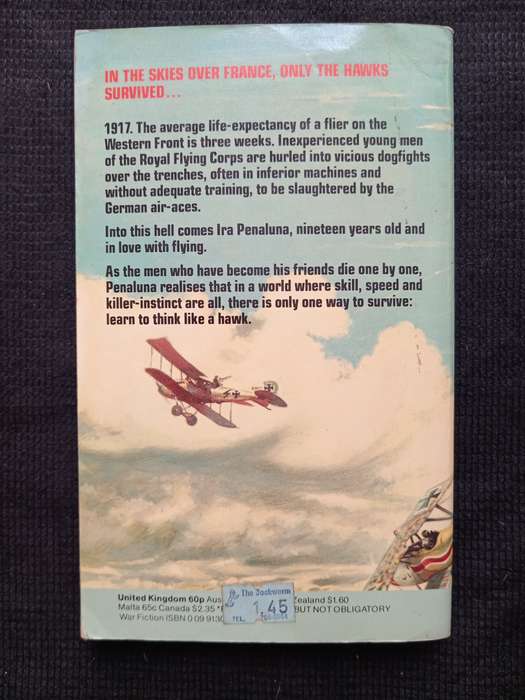 IN THE SKIES OVER FRANCE, ONLY THE HAWKS
SURVIVED...
1917. The average life-expectancy of a flier on the
Western Front is three weeks. Inexperienced young men
of the Royal Flying Corps are hurled into vicious dogfights
over the trenches, often in inferior machines and
without adequate training, to be slaughtered by the
German air-aces.
Into this hell comes Ira Penaluna, nineteen years old and
in love with flying.
As the men who have become his friends die one by one,
Penaluna realises that in a world where skill, speed and
killer-instinct are all, there is only one way to survive:
learn to think like a hawk.
United Kingdom 60p Aus
Zealand $1.60
Malta 65c Canada $2.35
BUT NOT OBLIGATORY
War Fiction ISBN 0 09 9130
The Bookworm
1.45
TEL.